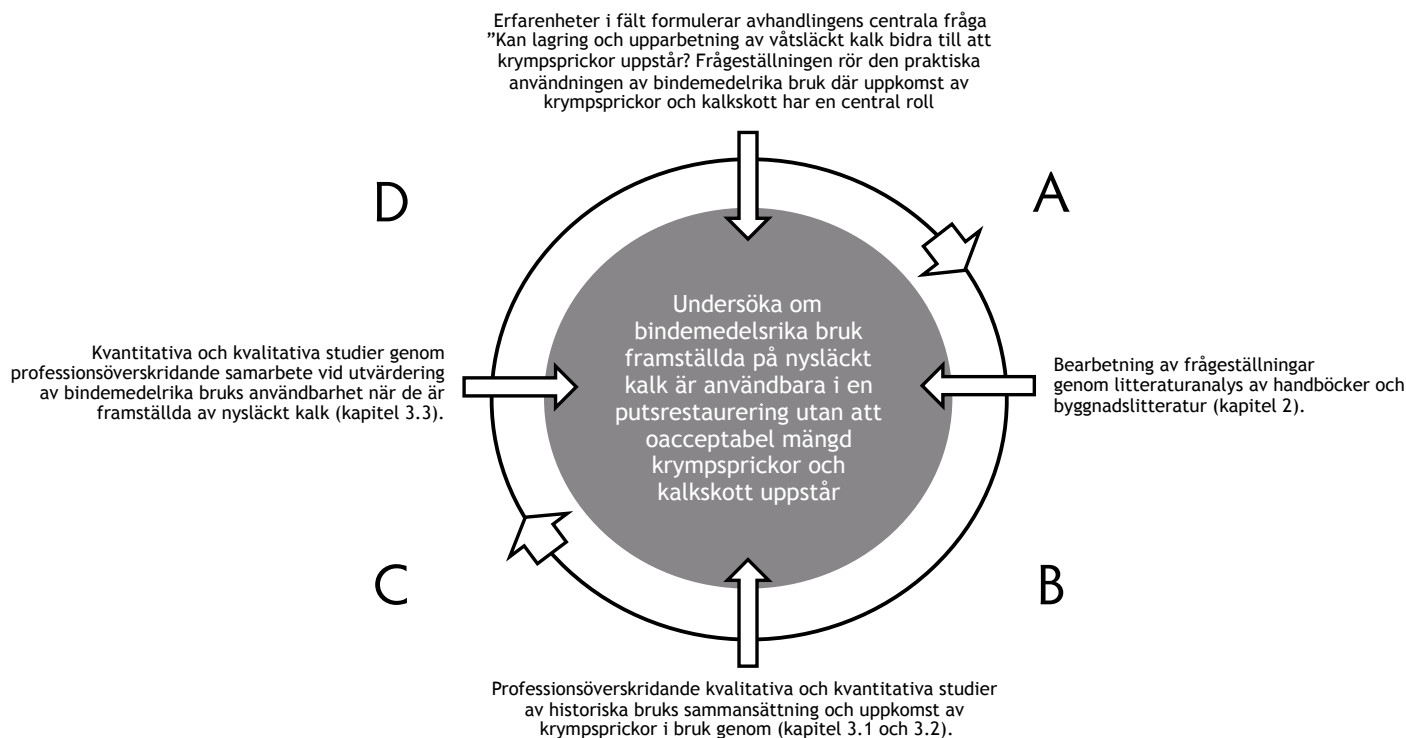 Erfarenheter i fält formulerar avhandlingens centrala fråga
”Kan lagring och upparbetning av våtsläckt kalk bidra till att
krympsprickor uppstår? Frågeställningen rör den praktiska
användningen av bindemedelrika bruk där uppkomst av
krympsprickor och kalkskott har en central roll
D
A
Undersöka om
bindemedelsrika bruk
framställda på nysläckt
kalk är användbara i en
putsrestaurering utan att
oacceptabel mängd
krympsprickor och
kalkskott uppstår
Kvantitativa och kvalitativa studier genom
professionsöverskridande samarbete vid utvärdering
av bindemedelrika bruks användbarhet när de är
framställda av nysläckt kalk (kapitel 3.3).
Bearbetning av frågeställningar
genom litteraturanalys av handböcker och
byggnadslitteratur (kapitel 2).
C
B
Professionsöverskridande kvalitativa och kvantitativa studier
av historiska bruks sammansättning och uppkomst av
krympsprickor i bruk genom (kapitel 3.1 och 3.2).